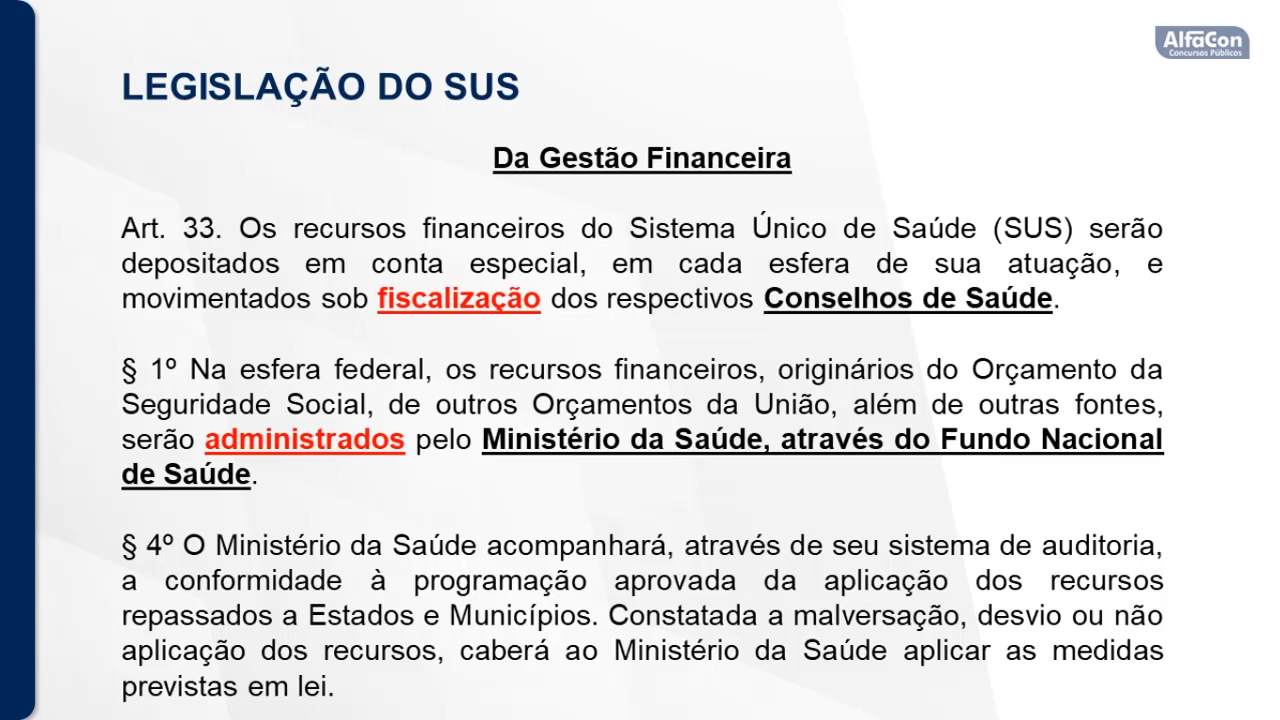 AlfaCon
Concursos Públicos
LEGISLAÇÃO DO SUS
Da Gestão Financeira
Art. 33. Os recursos financeiros do Sistema Único de Saúde (SUS) serão
depositados em conta especial, em cada esfera de sua atuação, e
movimentados sob fiscalização dos respectivos Conselhos de Saúde.
§ 1º Na esfera federal, os recursos financeiros, originários do Orçamento da
Seguridade Social, de outros Orçamentos da União, além de outras fontes,
serão administrados pelo Ministério da Saúde, através do Fundo Nacional
de Saúde.
§ 4º O Ministério da Saúde acompanhará, através de seu sistema de auditoria,
a conformidade à programação aprovada da aplicação dos recursos
repassados a Estados e Municípios. Constatada a malversação, desvio ou não
aplicação dos recursos, caberá ao Ministério da Saúde aplicar as medidas
previstas em lei.